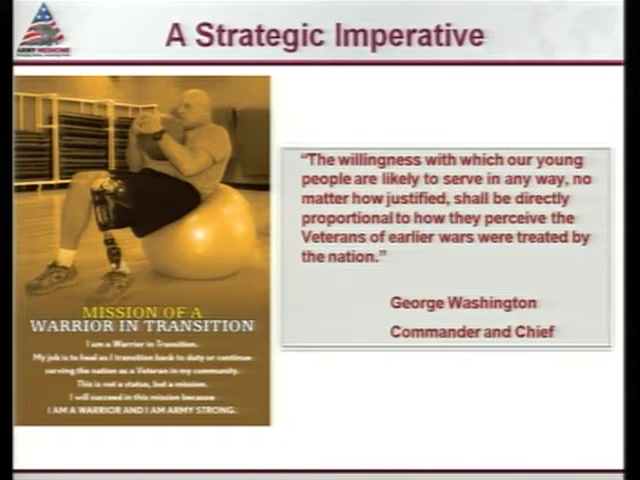 A Strategic Imperative
ARMY MEDICINE
"The willingness with which our young
people are likely to serve in any way, no
matter how justified, shall be directly
proportional to how they perceive the
Veterans of earlier wars were treated by
the nation."
George Washington
Commander and Chief
MISSION OF A
WARRIOR IN TRANSITION
I am a Warrior in Transition.
My job is to heal as I transition back to duty or continue
serving the nation as a Veteran in my community.
This is not a status, but a mission.
I will succeed in this mission because
I AM A WARRIOR AND I AM ARMY STRONG.